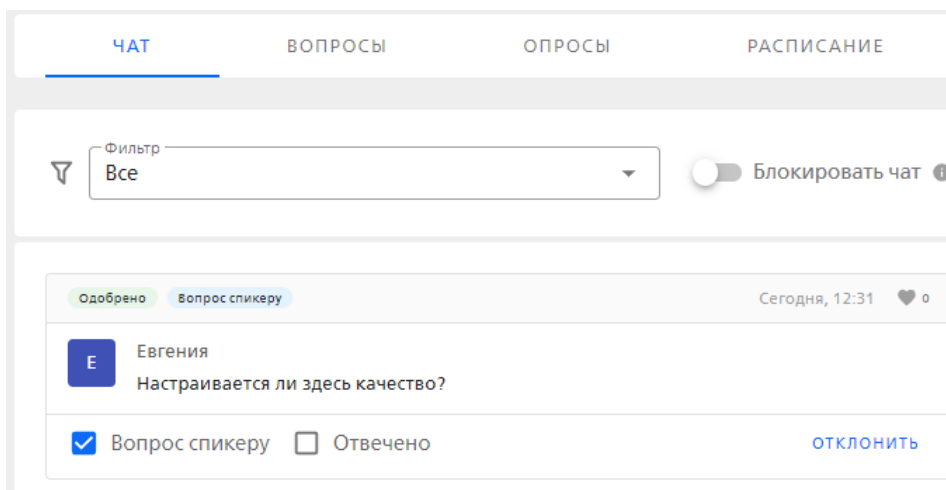 ЧАТ ВОПРОСЫ ОПРОСЫ РАСПИСАНИЕ
Фильтр
Все
Блокировать чат
Одобрено Вопрос спикеру Сегодня, 12:31 0
Е Евгения
Настраивается ли здесь качество?
Вопрос спикеру Отвечено ОТКЛОНИТЬ